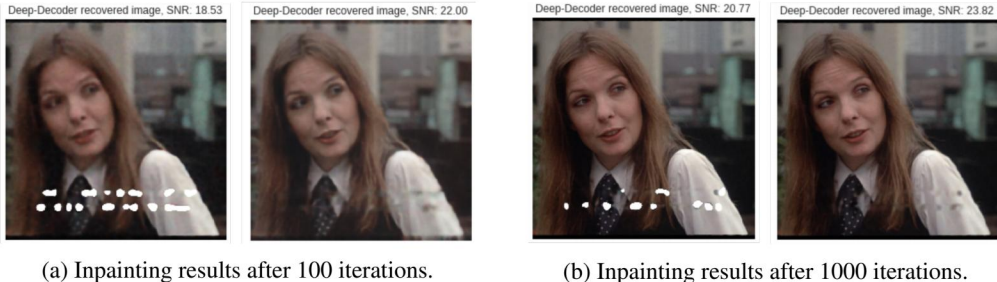 Deep-Decoder recovered image, SNR: 18.53
Deep-Decoder recovered image, SNR: 22.00
Deep-Decoder recovered image, SNR: 20.77
Deep-Decoder recovered image, SNR: 23.82
(a) Inpainting results after 100 iterations.
(b) Inpainting results after 1000 iterations.